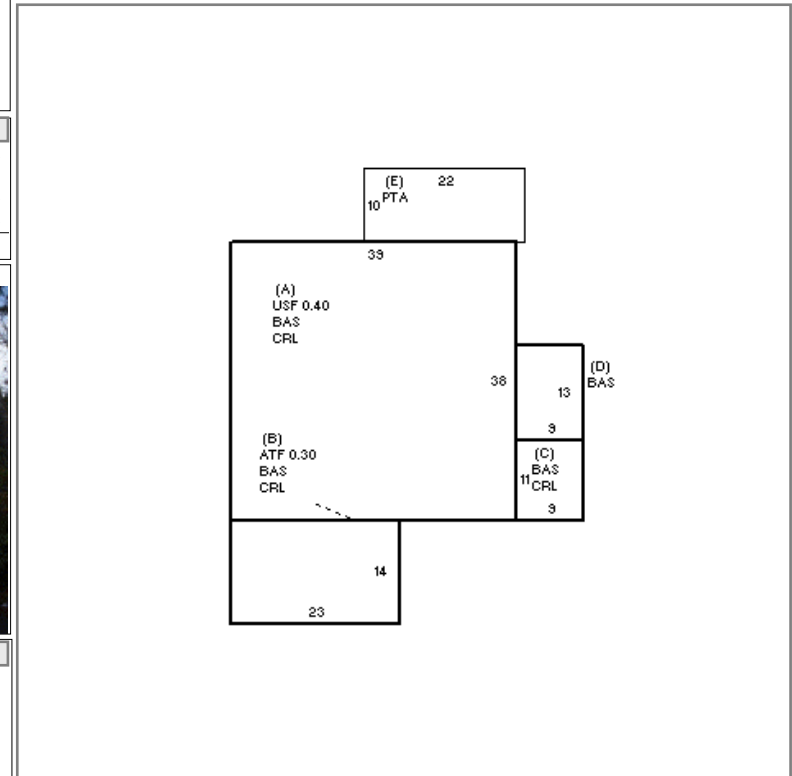 (E) 22
10 PTA
39
(A)
USF 0.40
BAS
CRL
38
(D)
BAS
13
9
(B)
ATF 0.30
BAS
CRL
(C)
BAS
11 CRL
9
14
23